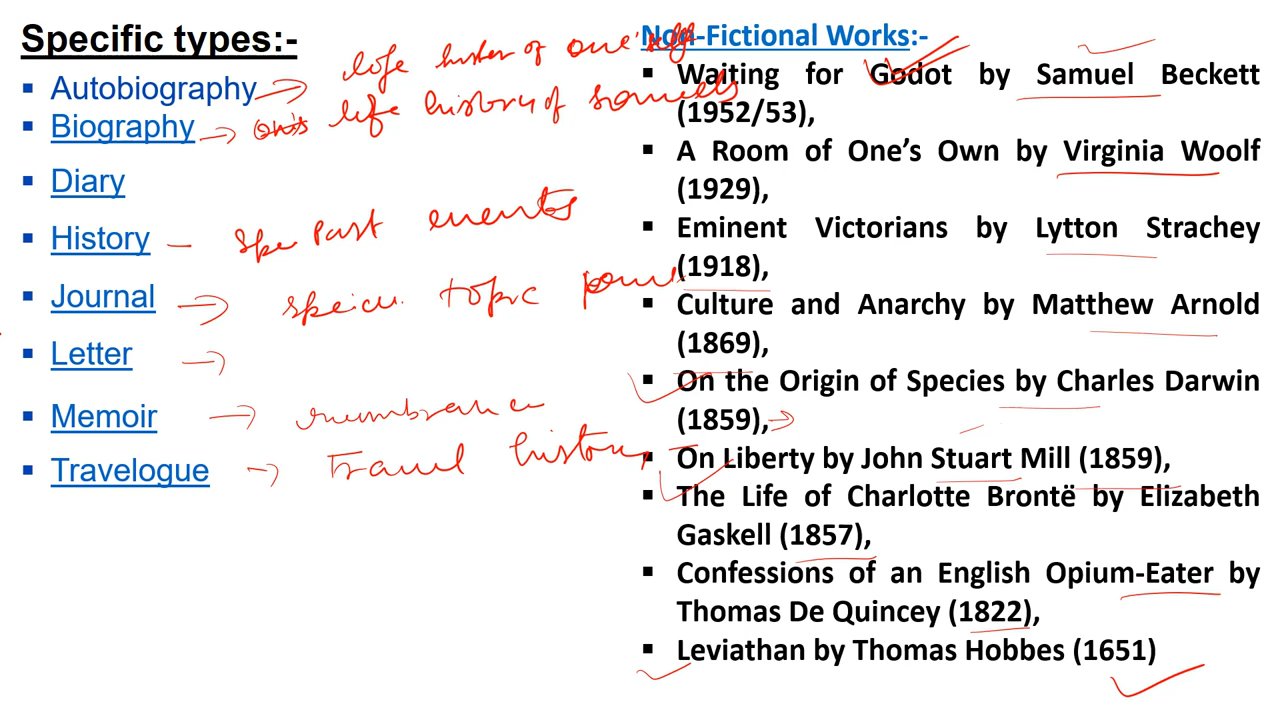 Specific types:-
Autobiography life history of one'self
Biography life history of
Diary
History - past events
Journal topic
Letter
Memoir
Travelogue Travel history
Non-Fictional Works:-
Waiting for Godot by Samuel Beckett
(1952/53),
A Room of One's Own by Virginia Woolf
(1929),
Eminent Victorians by Lytton Strachey
(1918),
Culture and Anarchy by Matthew Arnold
(1869),
On the Origin of Species by Charles Darwin
(1859),
On Liberty by John Stuart Mill (1859),
The Life of Charlotte Brontë by Elizabeth
Gaskell (1857),
Confessions of an English Opium-Eater by
Thomas De Quincey (1822),
Leviathan by Thomas Hobbes (1651)